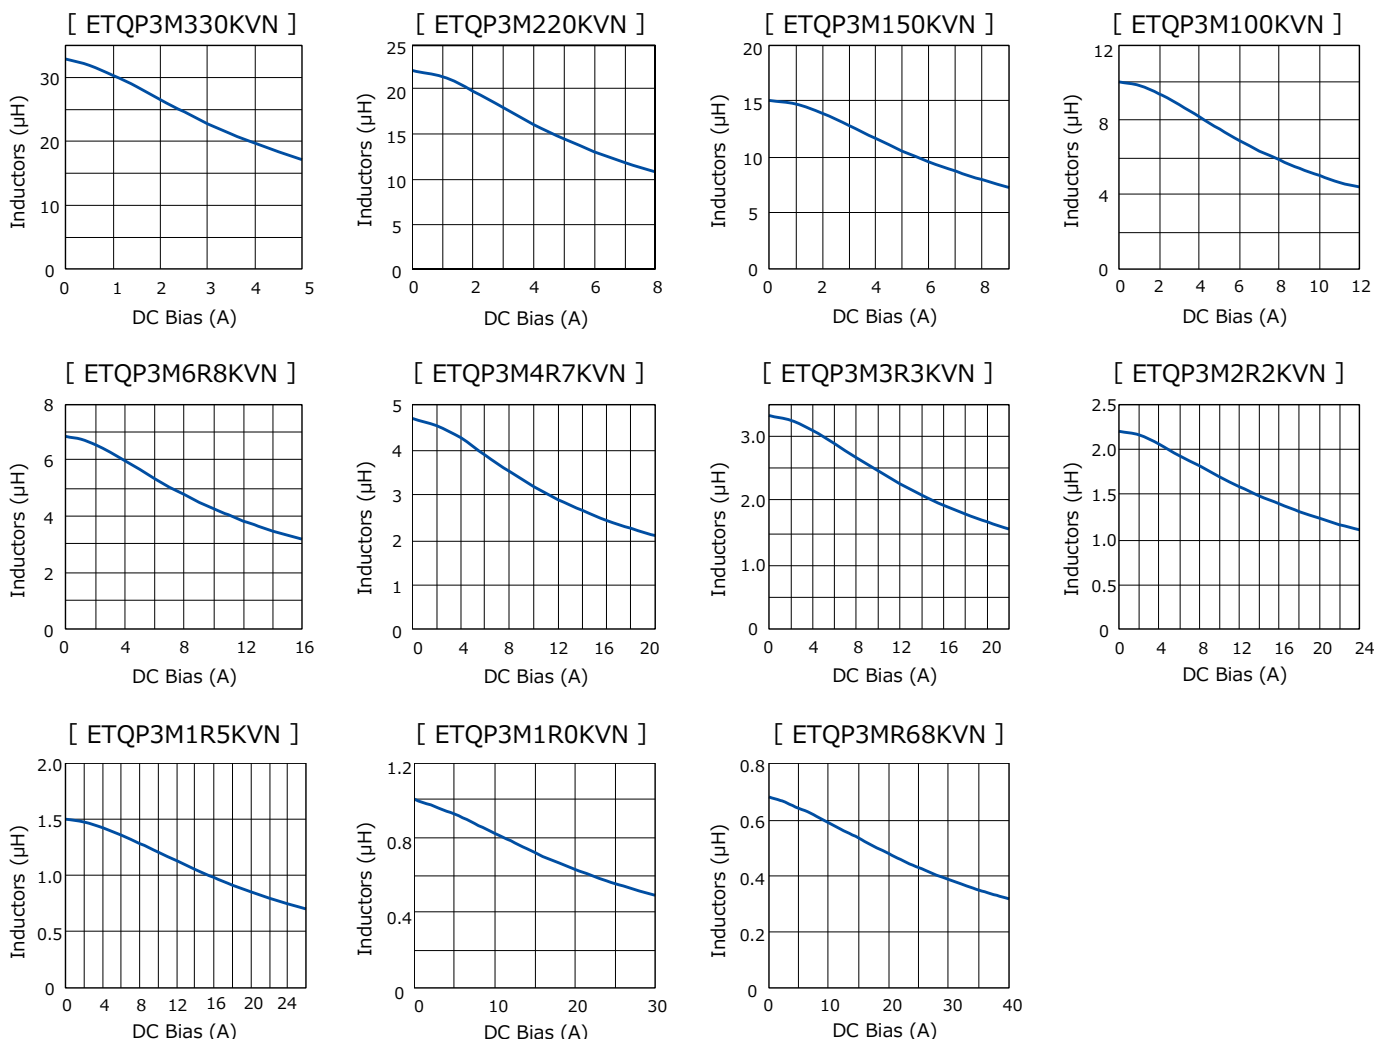 [ ETQP3M330KVN ]
30
20
10
0
0 1 2 3 4 5
Inductors (μH)
DC Bias (A)
[ ETQP3M220KVN ]
25
20
15
10
5
0
0 2 4 6 8
Inductors (μH)
DC Bias (A)
[ ETQP3M150KVN ]
20
15
10
5
0
0 2 4 6 8
Inductors (μH)
DC Bias (A)
[ ETQP3M100KVN ]
12
8
4
0
0 2 4 6 8 10 12
Inductors (μH)
DC Bias (A)
[ ETQP3M6R8KVN ]
8
6
4
2
0
0 4 8 12 16
Inductors (μH)
DC Bias (A)
[ ETQP3M4R7KVN ]
5
4
3
2
1
0
0 4 8 12 16 20
Inductors (μH)
DC Bias (A)
[ ETQP3M3R3KVN ]
3.0
2.0
1.0
0
0 4 8 12 16 20
Inductors (μH)
DC Bias (A)
[ ETQP3M2R2KVN ]
2.5
2.0
1.5
1.0
0.5
0
0 4 8 12 16 20 24
Inductors (μH)
DC Bias (A)
[ ETQP3M1R5KVN ]
2.0
1.5
1.0
0.5
0
0 4 8 12 16 20 24
Inductors (μH)
DC Bias (A)
[ ETQP3M1R0KVN ]
1.2
0.8
0.4
0
0 10 20 30
Inductors (μH)
DC Bias (A)
[ ETQP3MR68KVN ]
0.8
0.6
0.4
0.2
0
0 10 20 30 40
Inductors (μH)
DC Bias (A)